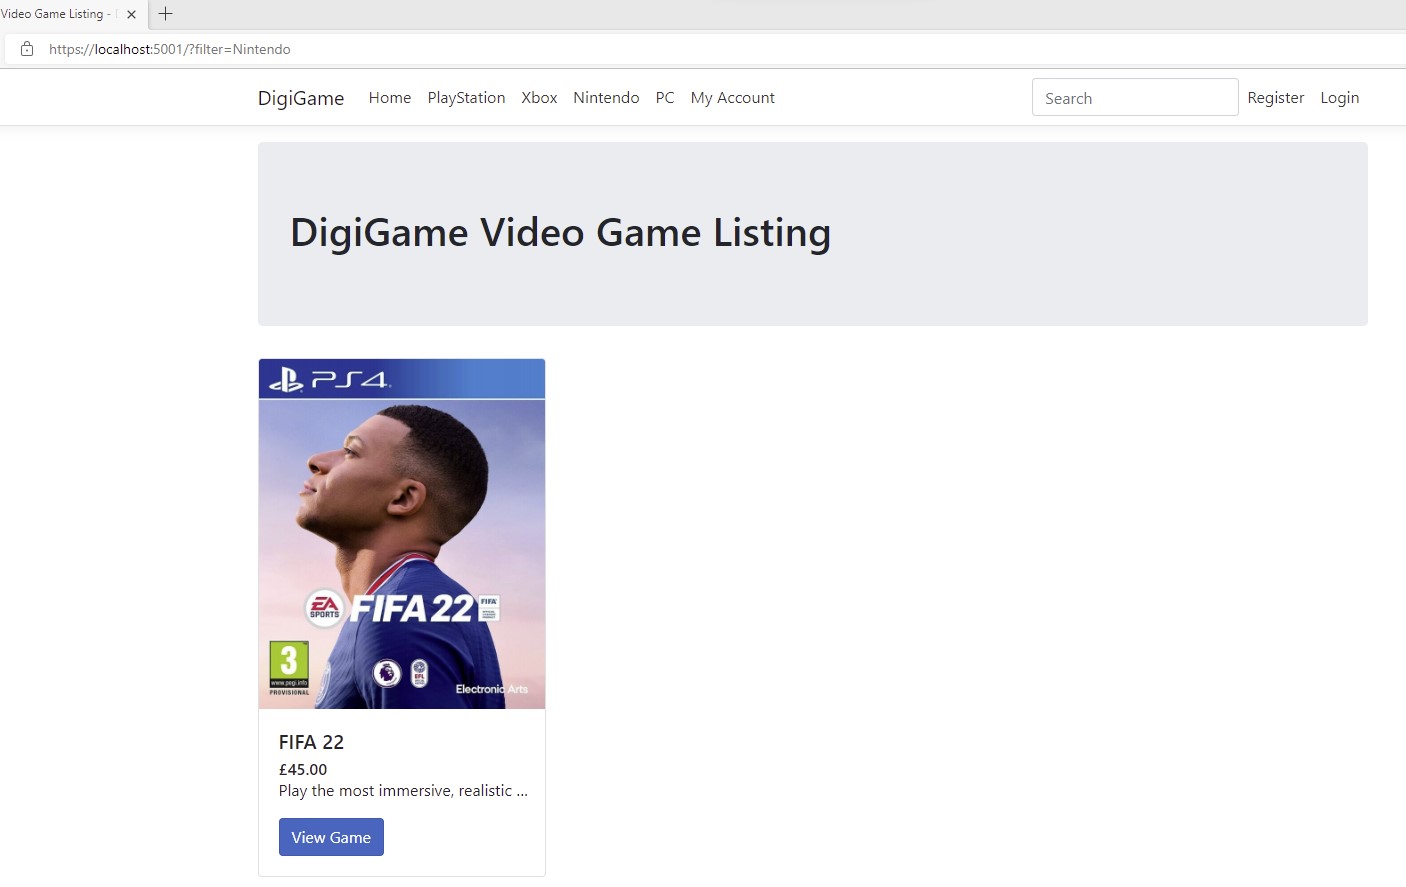 Video Game Listing -
https://localhost:5001/?filter=Nintendo
DigiGame Home PlayStation Xbox Nintendo PC My Account Search Register Login
DigiGame Video Game Listing
PS4
EA SPORTS FIFA 22 FIFA
3
www.pegi.info
PROVISIONAL
EFL
Electronic Arts
FIFA 22
£45.00
Play the most immersive, realistic ...
View Game